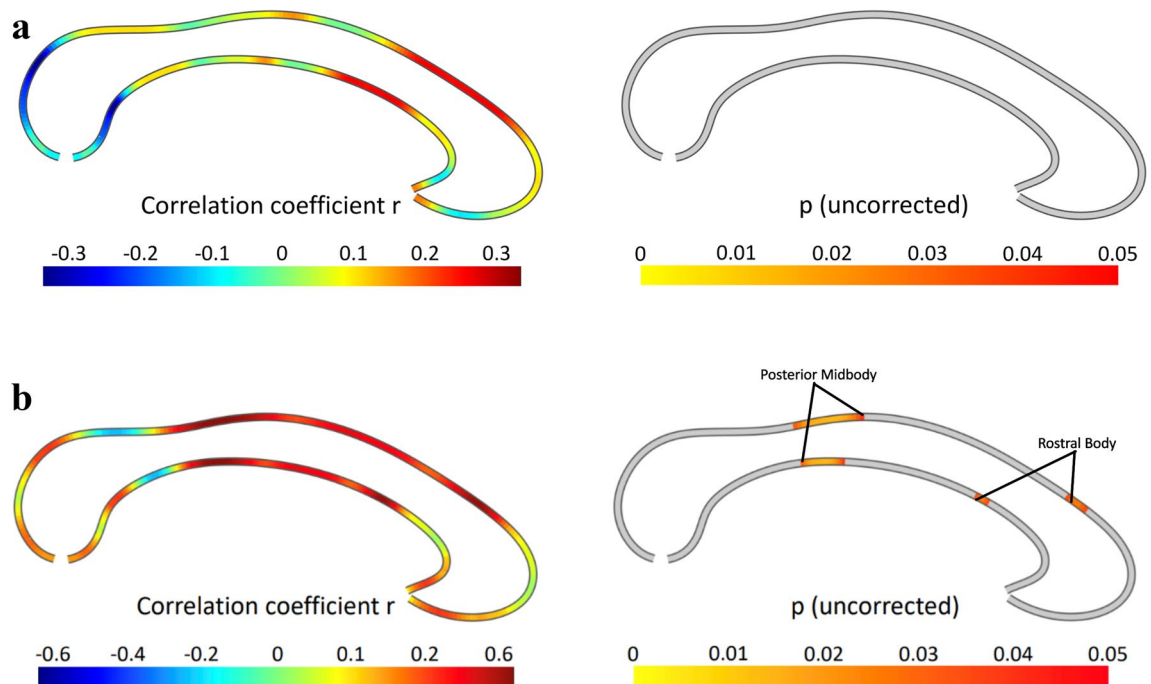 a
Correlation coefficient r
-0.3 -0.2 -0.1 0 0.1 0.2 0.3
p (uncorrected)
0 0.01 0.02 0.03 0.04 0.05
b
Correlation coefficient r
-0.6 -0.4 -0.2 0 0.1 0.2 0.6
Posterior Midbody
Rostral Body
p (uncorrected)
0 0.01 0.02 0.03 0.04 0.05